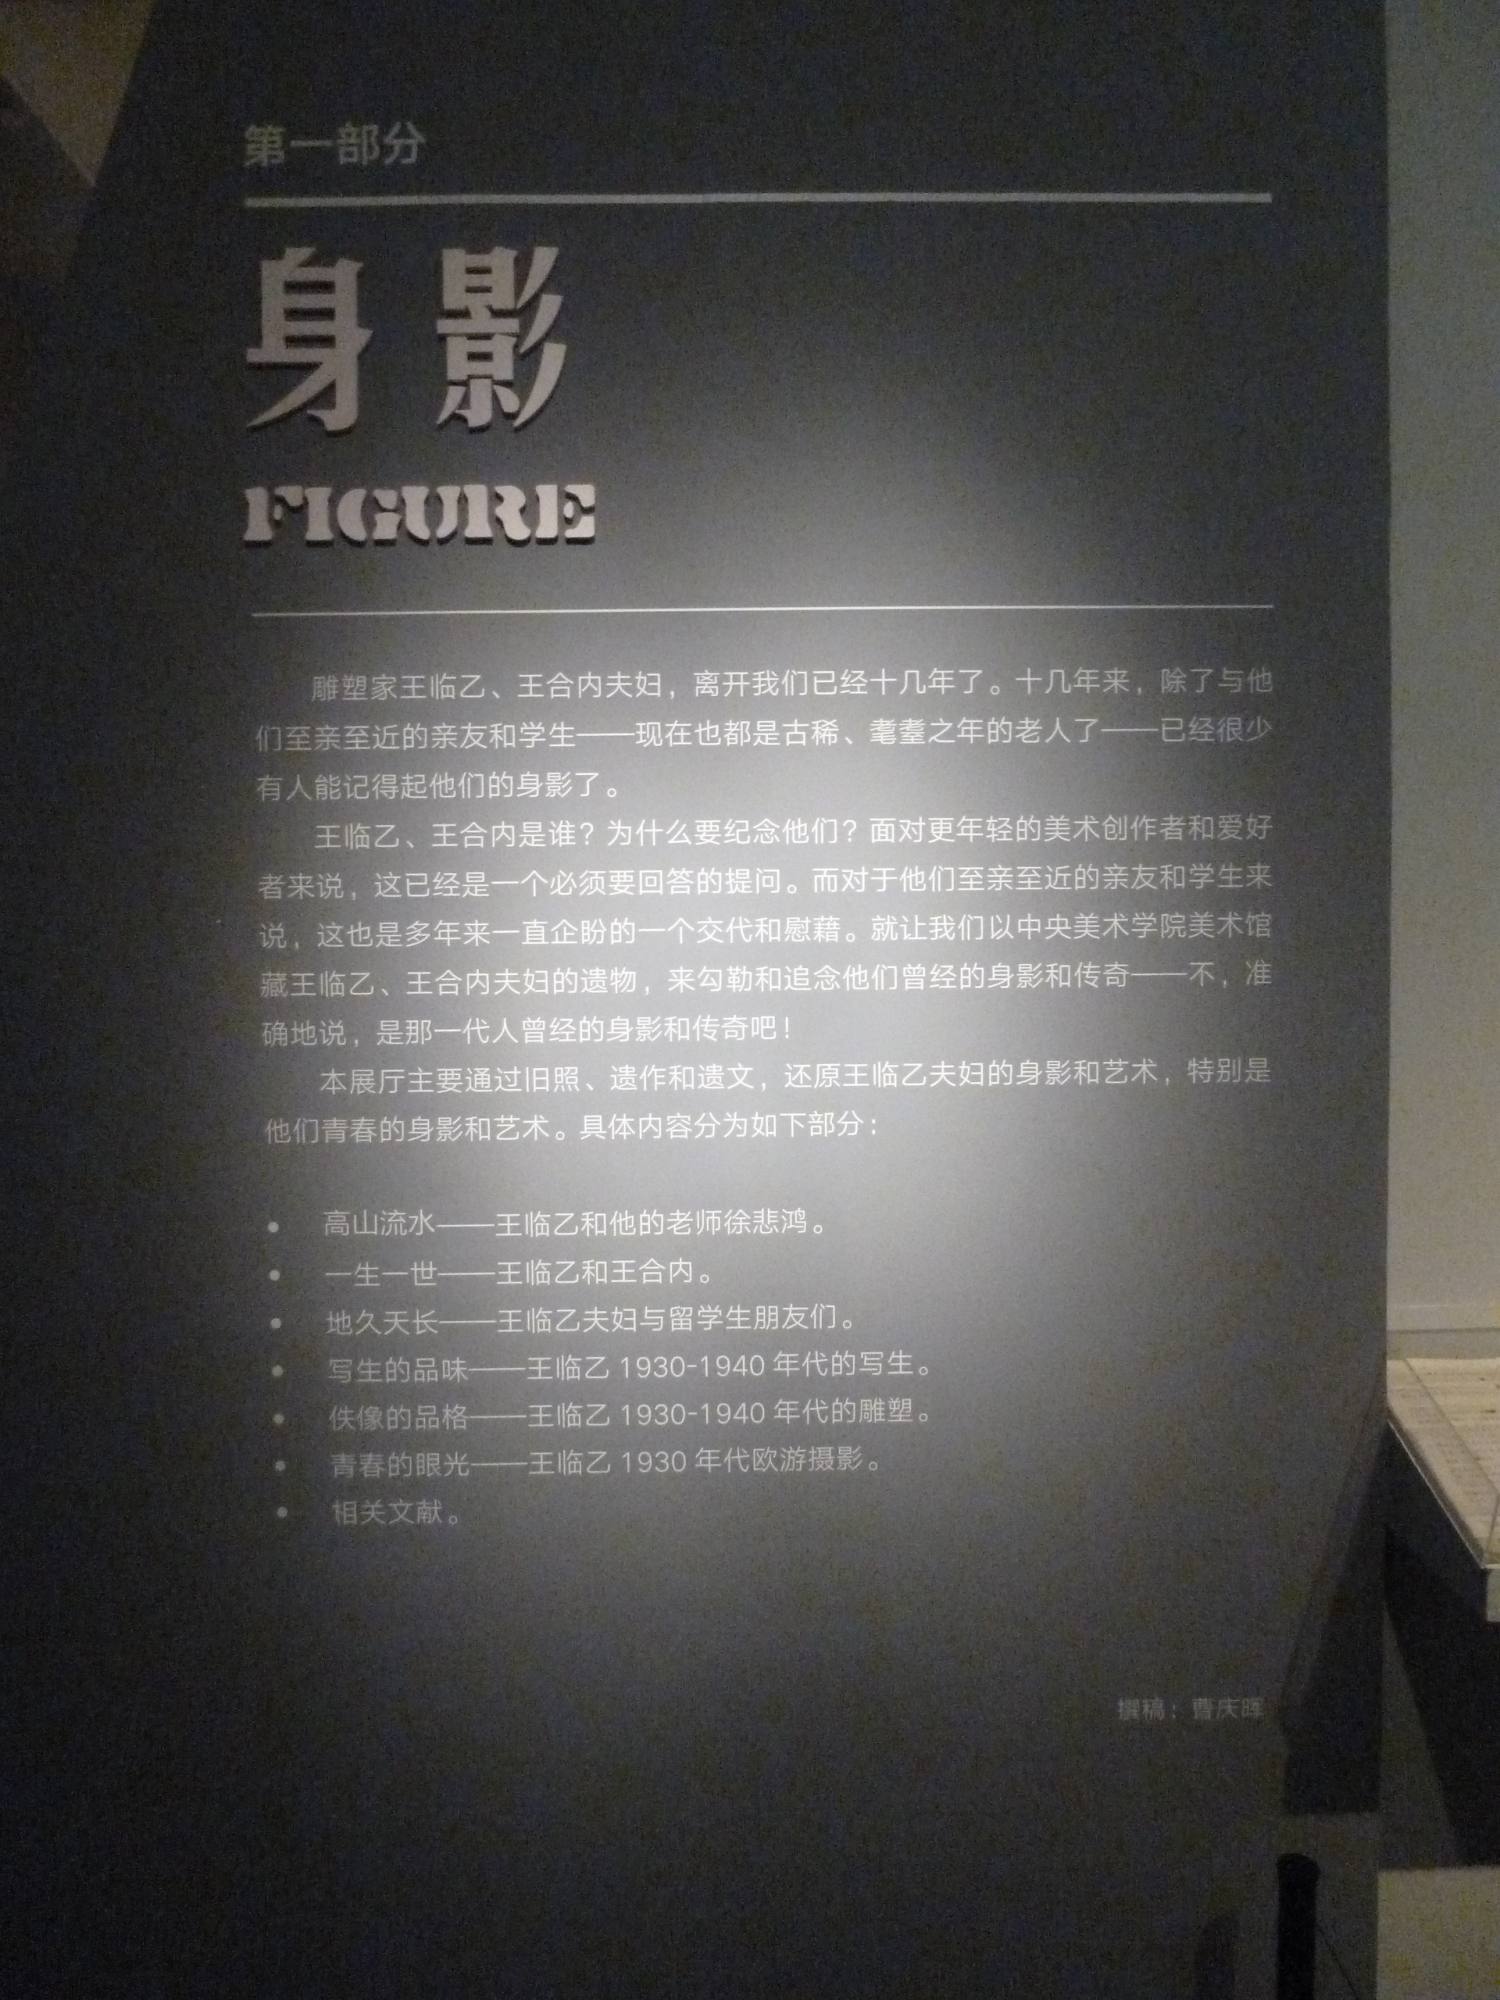 第一部分
身影
FIGURE
雕塑家王临乙、王合内夫妇，离开我们已经十几年了。十几年来，除了与他
们至亲至近的亲友和学生——现在也都是古稀、耄耋之年的老人了——已经很少
有人能记得起他们的身影了。
王临乙、王合内是谁？为什么要纪念他们？面对更年轻的美术创作者和爱好
者来说，这已经是一个必须要回答的提问。而对于他们至亲至近的亲友和学生来
说，这也是多年来一直企盼的一个交代和慰藉。就让我们以中央美术学院美术馆
藏王临乙、王合内夫妇的遗物，来勾勒和追念他们曾经的身影和传奇——不，准
确地说，是那一代人曾经的身影和传奇吧！
本展厅主要通过旧照、遗作和遗文，还原王临乙夫妇的身影和艺术，特别是
他们青春的身影和艺术。具体内容分为如下部分：
• 高山流水——王临乙和他的老师徐悲鸿。
• 一生一世——王临乙和王合内。
• 地久天长——王临乙夫妇与留学生朋友们。
• 写生的品味——王临乙 1930-1940 年代的写生。
• 佚像的品格——王临乙 1930-1940 年代的雕塑。
• 青春的眼光——王临乙 1930 年代欧游摄影。
• 相关文献。
撰稿：曹庆晖